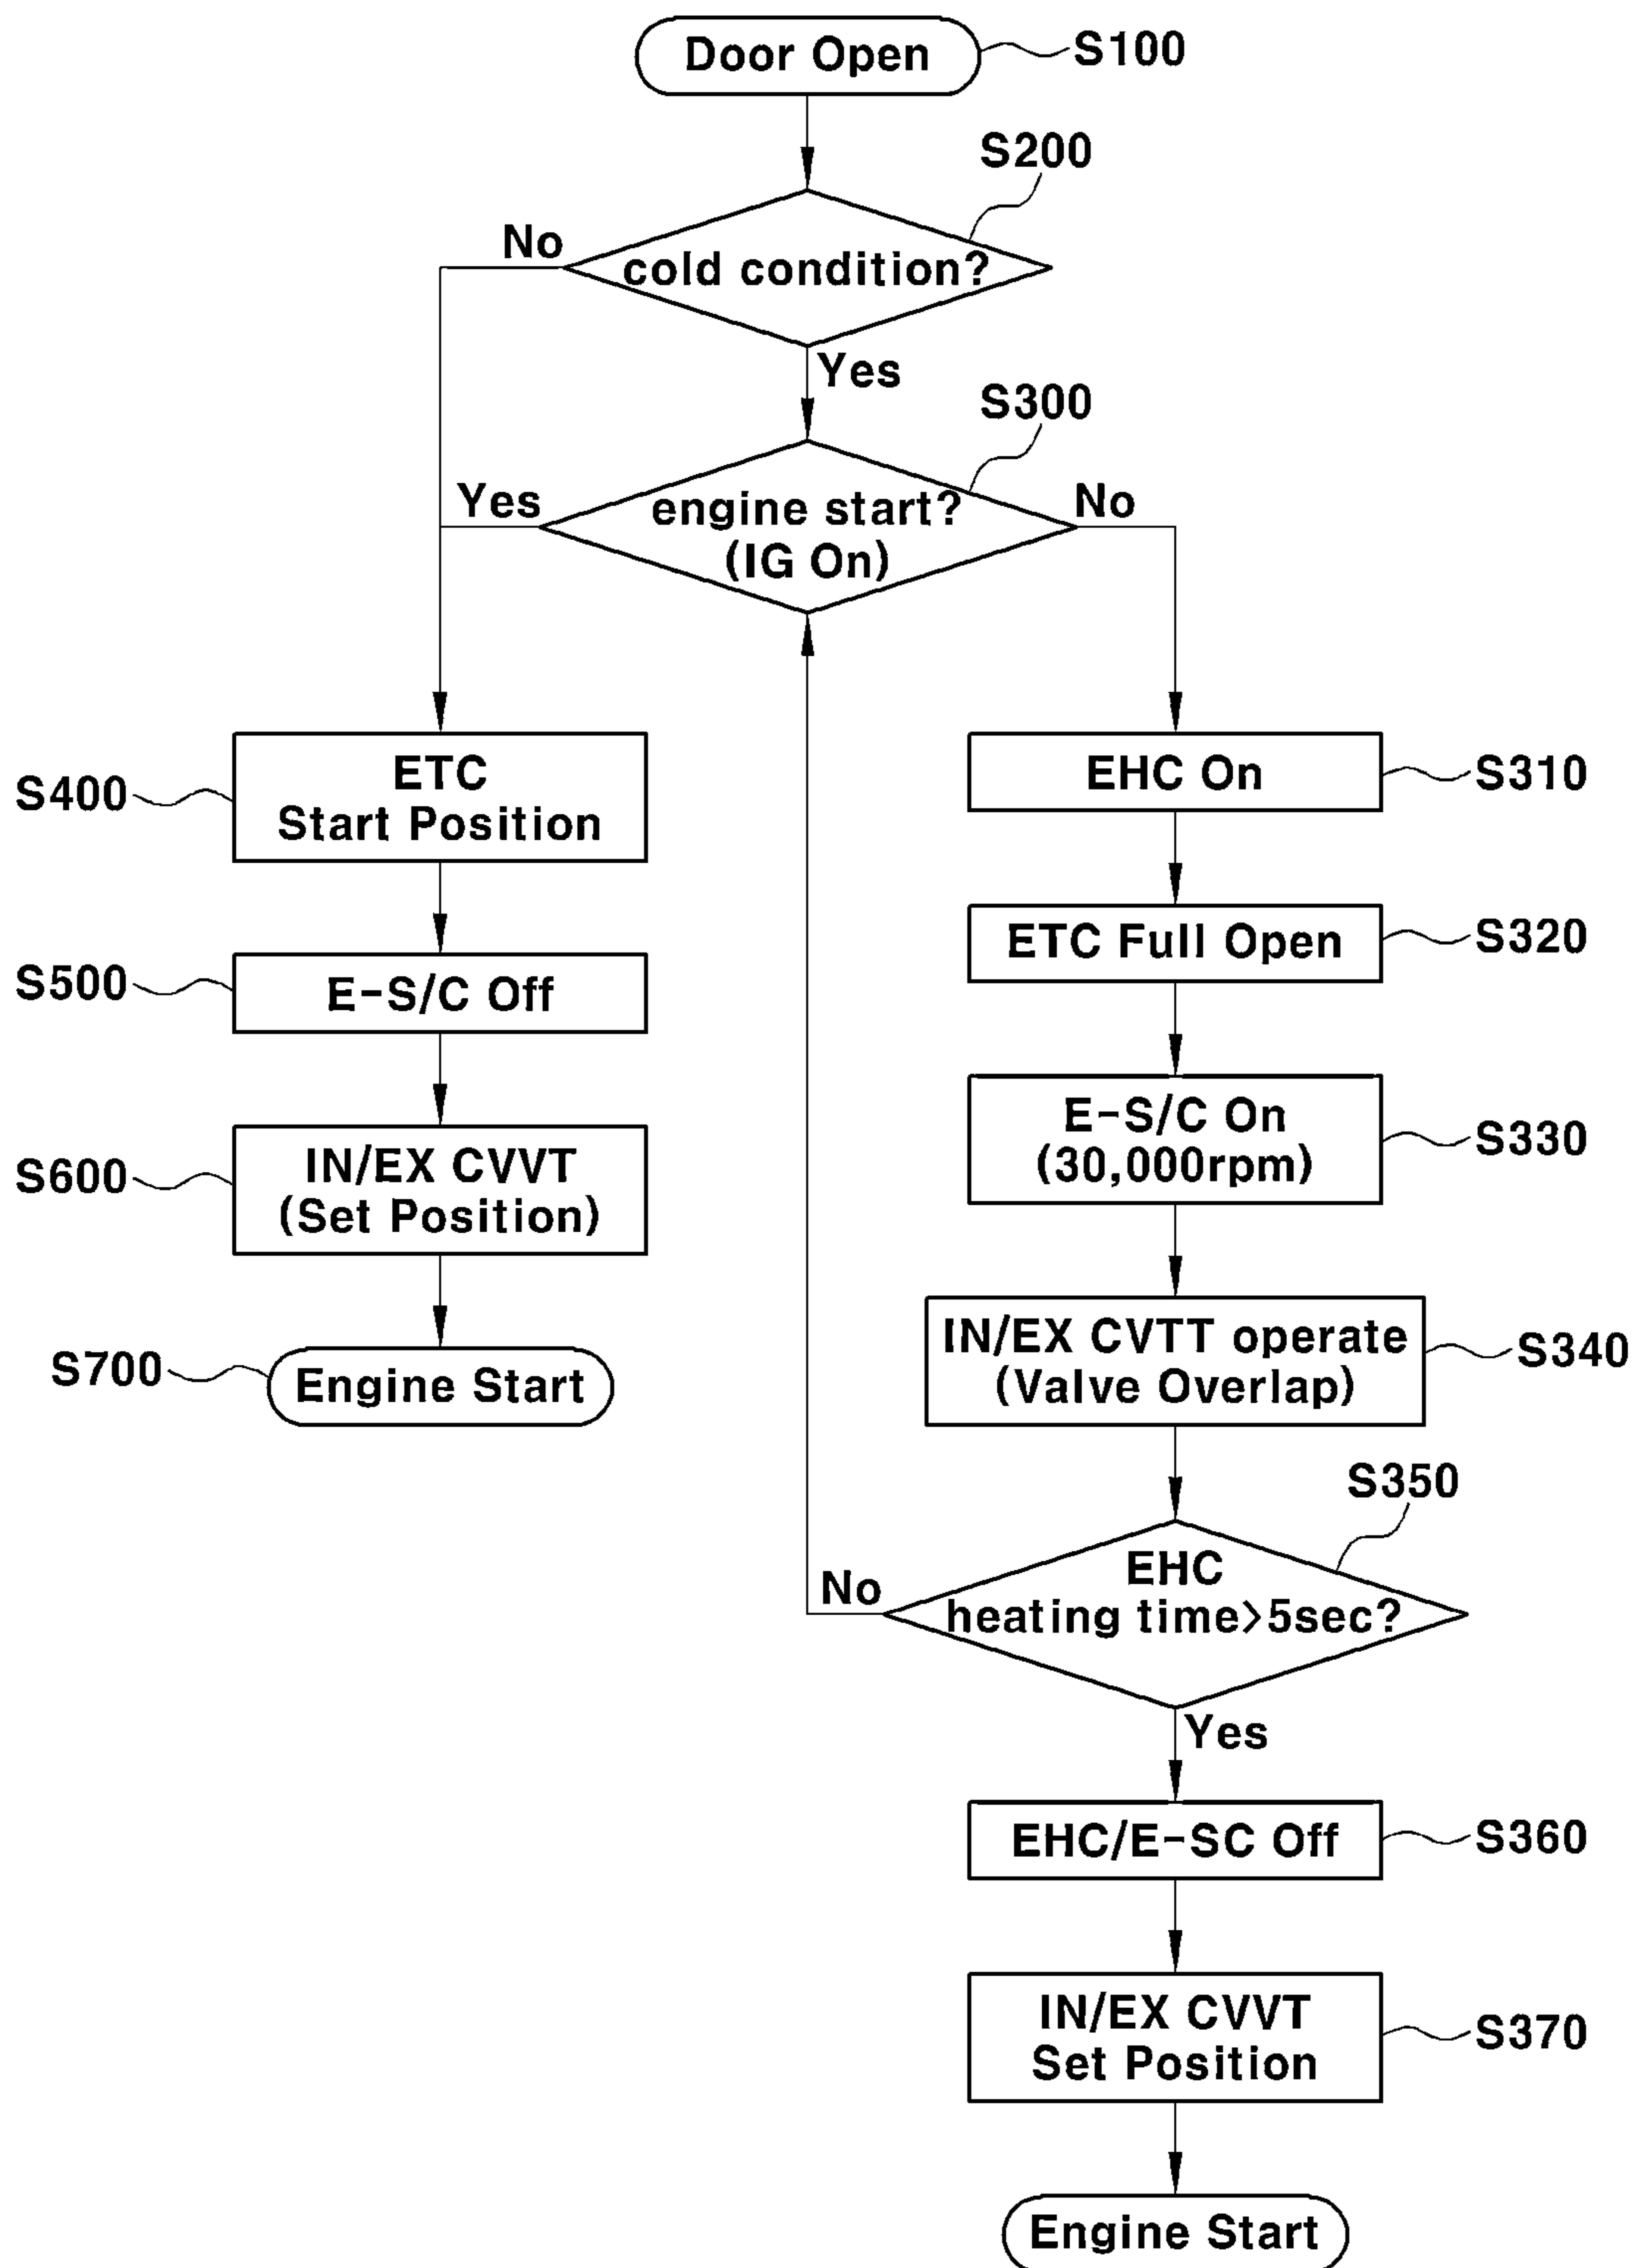 Door Open
S100
S200
No
cold condition?
Yes
S300
Yes
engine start?
(IG On)
No
S400
ETC
Start Position
S500
E-S/C Off
S600
IN/EX CVVT
(Set Position)
S700
Engine Start
EHC On
S310
ETC Full Open
S320
E-S/C On
(30,000rpm)
S330
IN/EX CVTT operate
(Valve Overlap)
S340
S350
No
EHC
heating time>5sec?
Yes
EHC/E-SC Off
S360
IN/EX CVVT
Set Position
S370
Engine Start